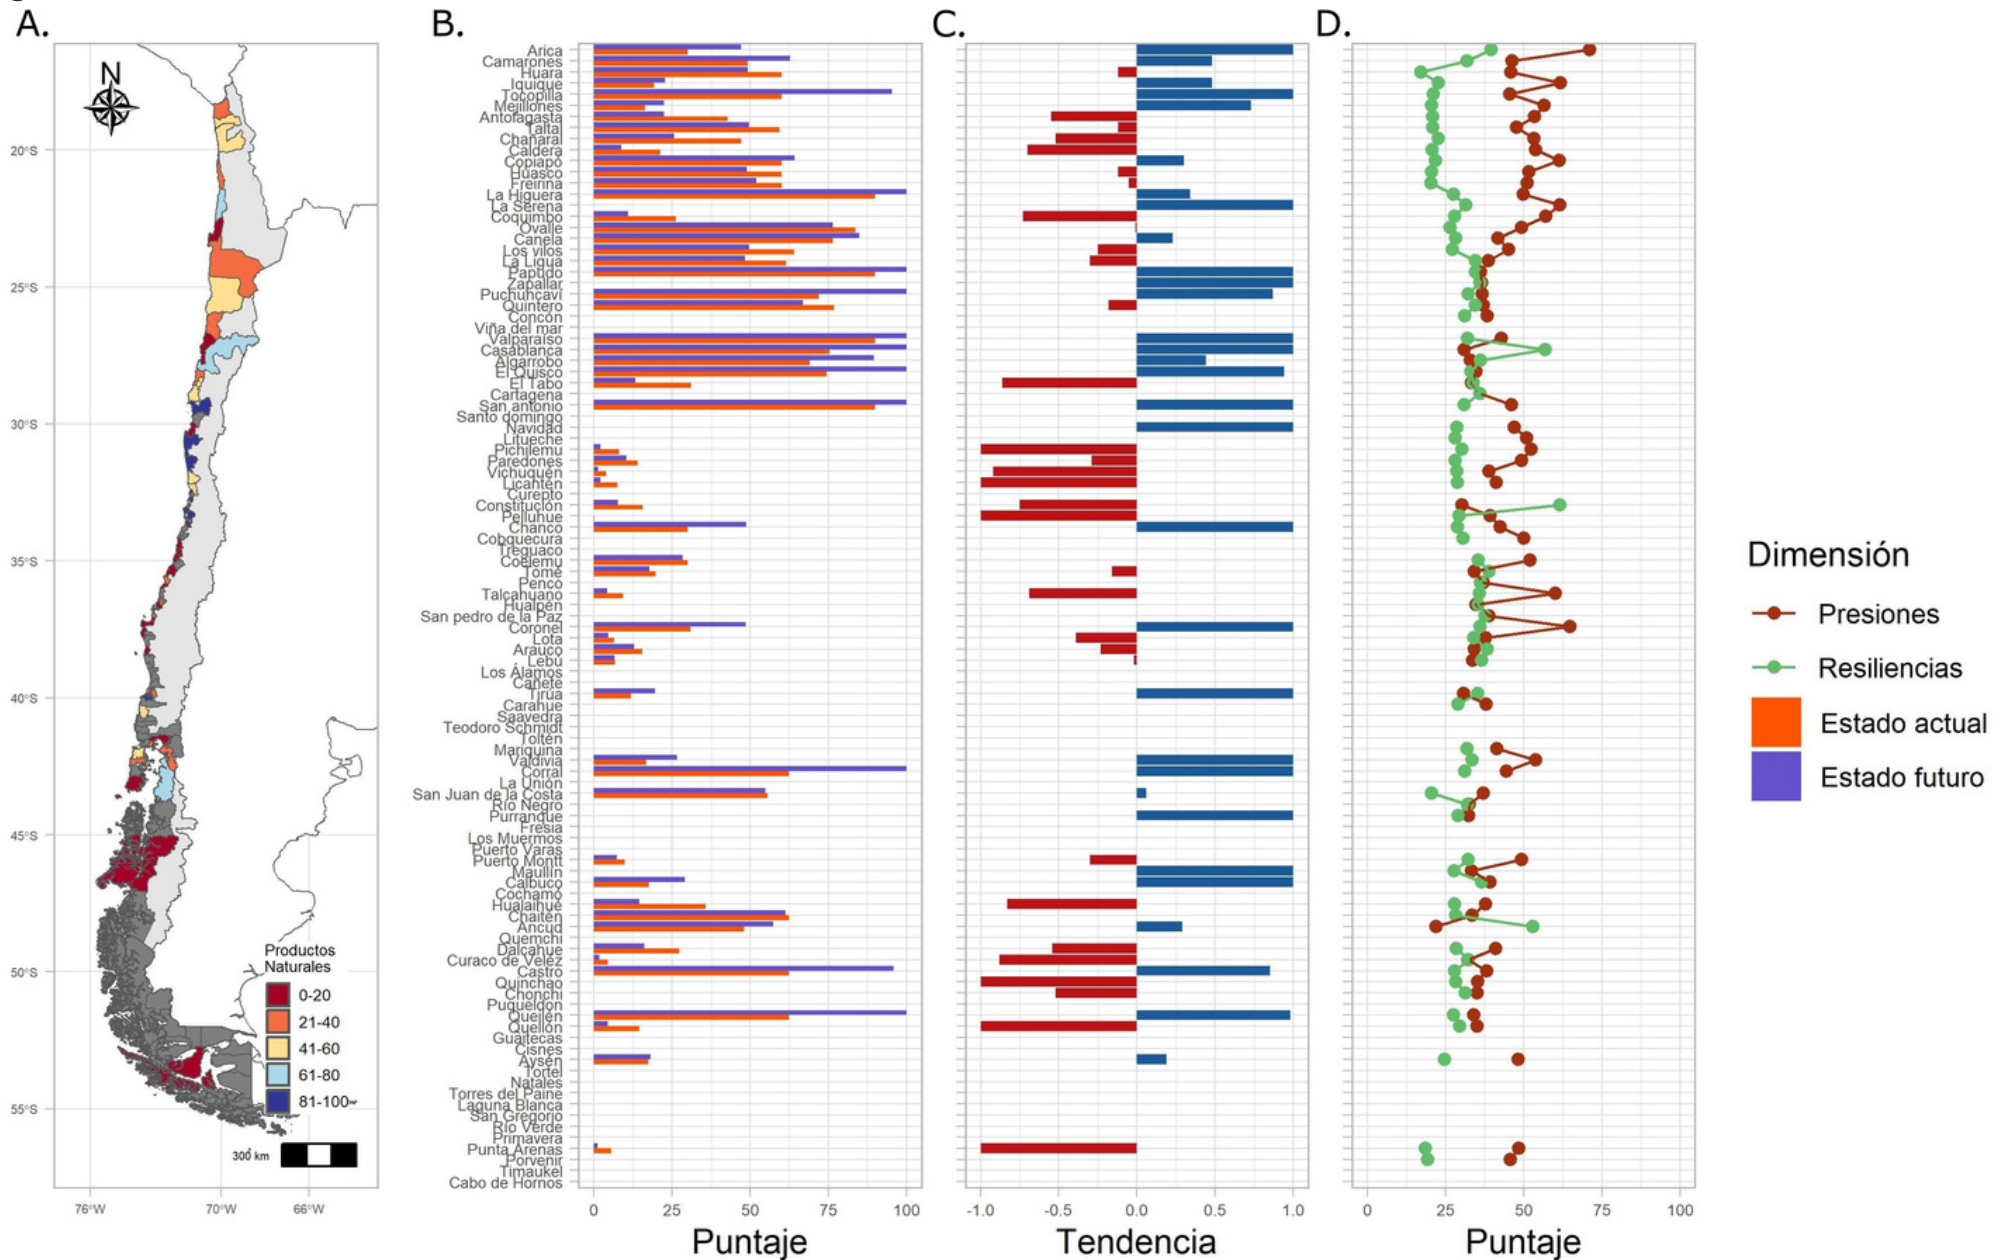 A.
N
20°S
25°S
30°S
35°S
40°S
45°S
50°S
55°S
76°W
70°W
66°W
Productos
Naturales
0-20
21-40
41-60
61-80
81-100
300 km
B.
Arica
Camarones
Huara
Iquique
Tocopilla
Mejillones
Antofagasta
Taltal
Chañaral
Caldera
Copiapó
Huasco
Freirina
La Higuera
La Serena
Coquimbo
Ovalle
Canela
Los vilos
La Ligua
Papudo
Zapallar
Puchuncaví
Quintero
Concón
Viña del mar
Valparaíso
Casablanca
Algarrobo
El Quisco
El Tabo
Cartagena
San antonio
Santo domingo
Navidad
Litueche
Pichilemu
Paredones
Vichuquén
Licantén
Curepto
Constitución
Pelluhue
Chanco
Cobquecura
Treguaco
Coelemu
Tomé
Penco
Talcahuano
Hualpén
San pedro de la Paz
Coronel
Lota
Arauco
Lebu
Los Álamos
Cañete
Tirúa
Carahue
Saavedra
Teodoro Schmidt
Toltén
Mariquina
Valdivia
Corral
La Unión
San Juan de la Costa
Río Negro
Purranque
Fresia
Los Muermos
Puerto Varas
Puerto Montt
Maullín
Calbuco
Cochamó
Hualaihué
Chaitén
Ancud
Quemchi
Dalcahue
Curaco de Vélez
Castro
Quinchao
Chonchi
Puqueldón
Queilén
Quellón
Guaitecas
Cisnes
Aysén
Tortel
Natales
Torres del Paine
Laguna Blanca
San Gregorio
Río Verde
Primavera
Punta Arenas
Porvenir
Timaukel
Cabo de Hornos
0 25 50 75 100
Puntaje
C.
-1.0 -0.5 0.0 0.5 1.0
Tendencia
D.
0 25 50 75 100
Puntaje
Dimensión
Presiones
Resiliencias
Estado actual
Estado futuro